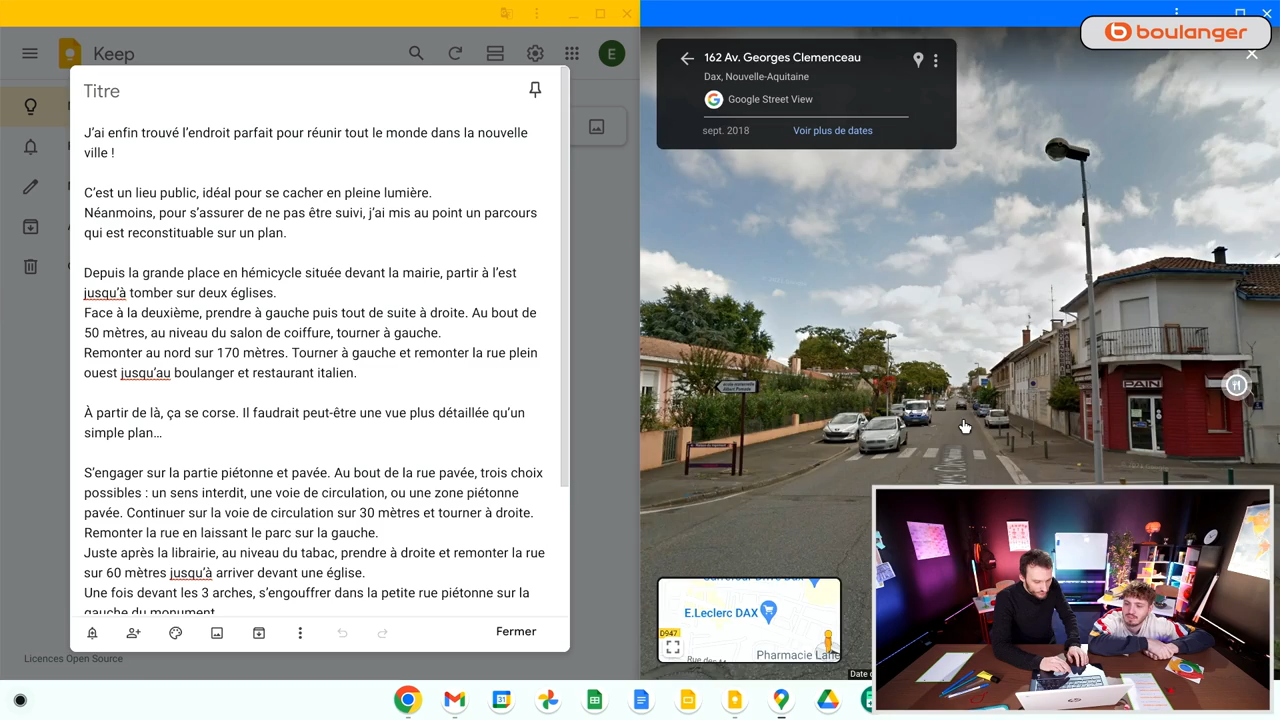 boulanger
Keep
E
Titre
J'ai enfin trouvé l'endroit parfait pour réunir tout le monde dans la nouvelle
ville !
C'est un lieu public, idéal pour se cacher en pleine lumière.
Néanmoins, pour s'assurer de ne pas être suivi, j'ai mis au point un parcours
qui est reconstituable sur un plan.
Depuis la grande place en hémicycle située devant la mairie, partir à l'est
jusqu'à tomber sur deux églises.
Face à la deuxième, prendre à gauche puis tout de suite à droite. Au bout de
50 mètres, au niveau du salon de coiffure, tourner à gauche.
Remonter au nord sur 170 mètres. Tourner à gauche et remonter la rue plein
ouest jusqu'au boulanger et restaurant italien.
À partir de là, ça se corse. Il faudrait peut-être une vue plus détaillée qu'un
simple plan…
S'engager sur la partie piétonne et pavée. Au bout de la rue pavée, trois choix
possibles : un sens interdit, une voie de circulation, ou une zone piétonne
pavée. Continuer sur la voie de circulation sur 30 mètres et tourner à droite.
Remonter la rue en laissant le parc sur la gauche.
Juste après la librairie, au niveau du tabac, prendre à droite et remonter la rue
sur 60 mètres jusqu'à arriver devant une église.
Une fois devant les 3 arches, s'engouffrer dans la petite rue piétonne sur la
gauche du monument
Fermer
Licences Open Source
162 Av. Georges Clemenceau
Dax, Nouvelle-Aquitaine
Google Street View
sept. 2018
Voir plus de dates
PAIN
Carrefour Drive Dax
E.Leclerc DAX
D947
Rue des
Pharmacie Lan
Date
31